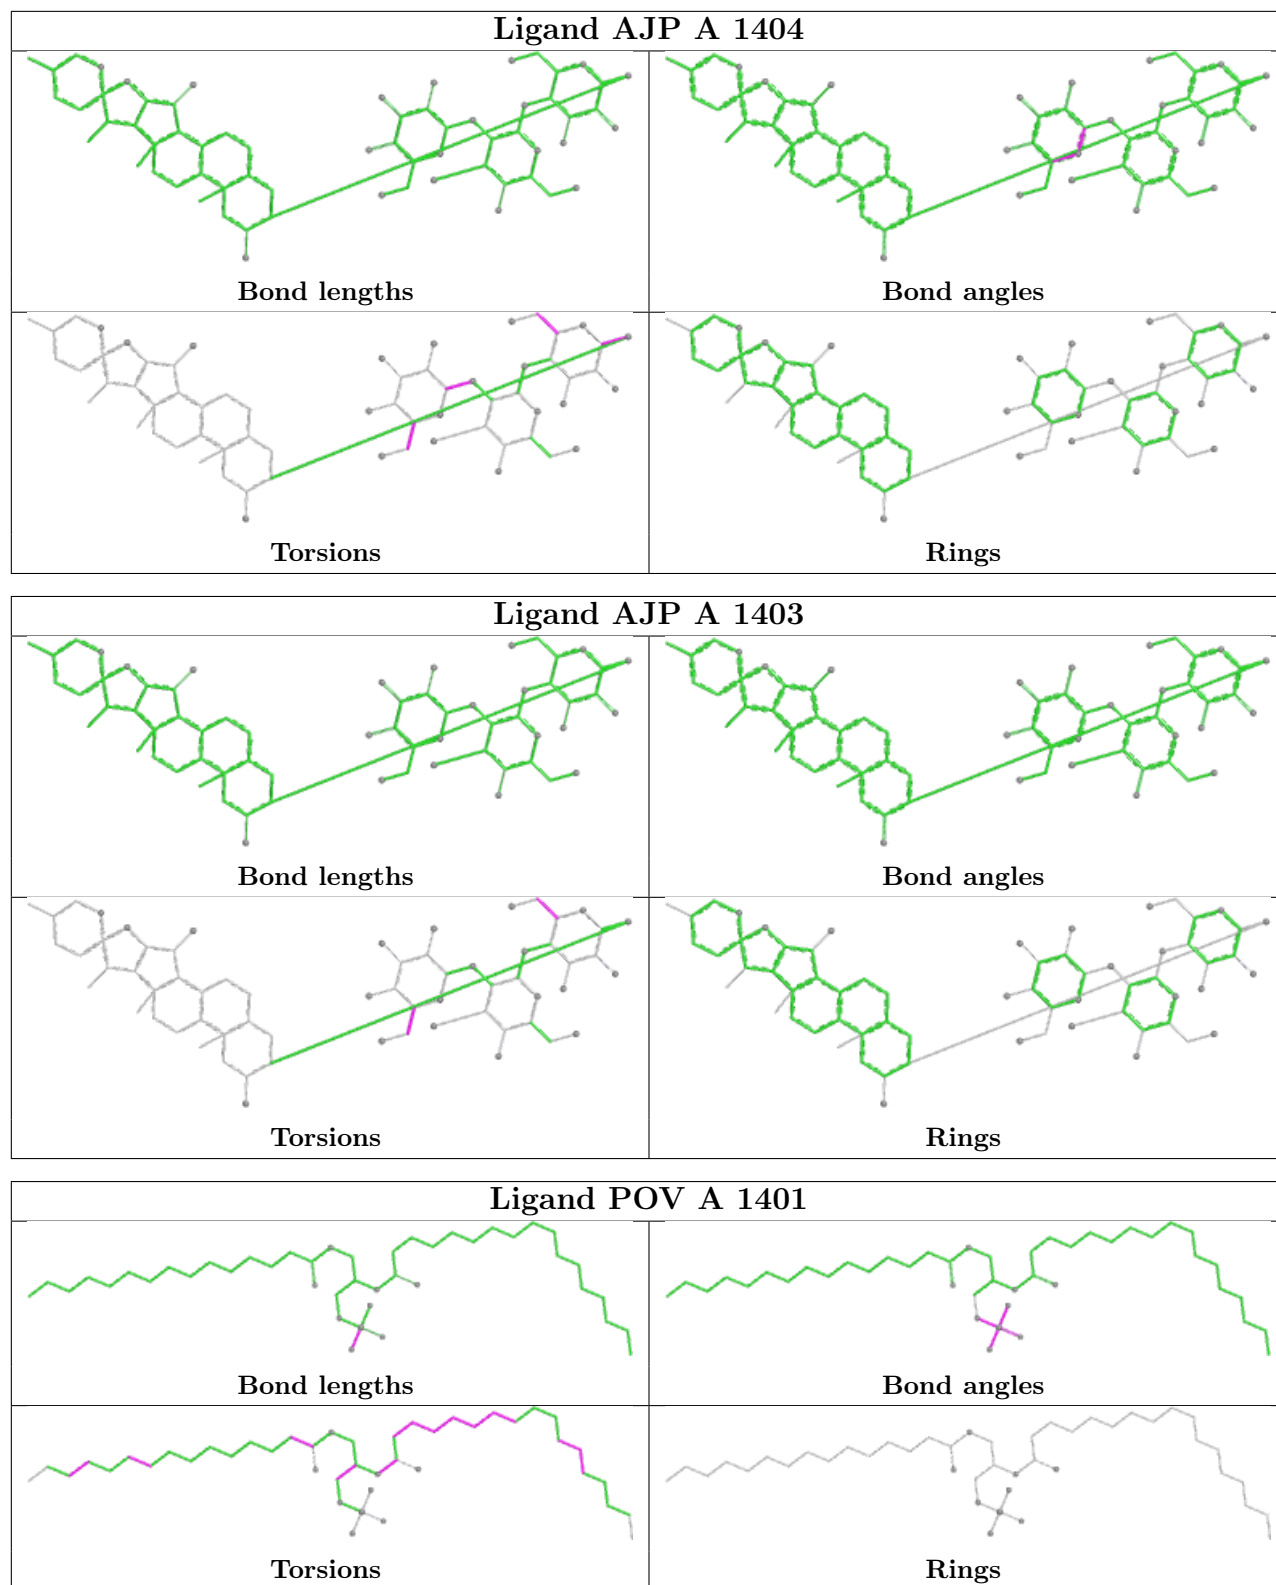 Ligand AJP A 1404
Bond lengths
Bond angles
Torsions
Rings
Ligand AJP A 1403
Bond lengths
Bond angles
Torsions
Rings
Ligand POV A 1401
Bond lengths
Bond angles
Torsions
Rings